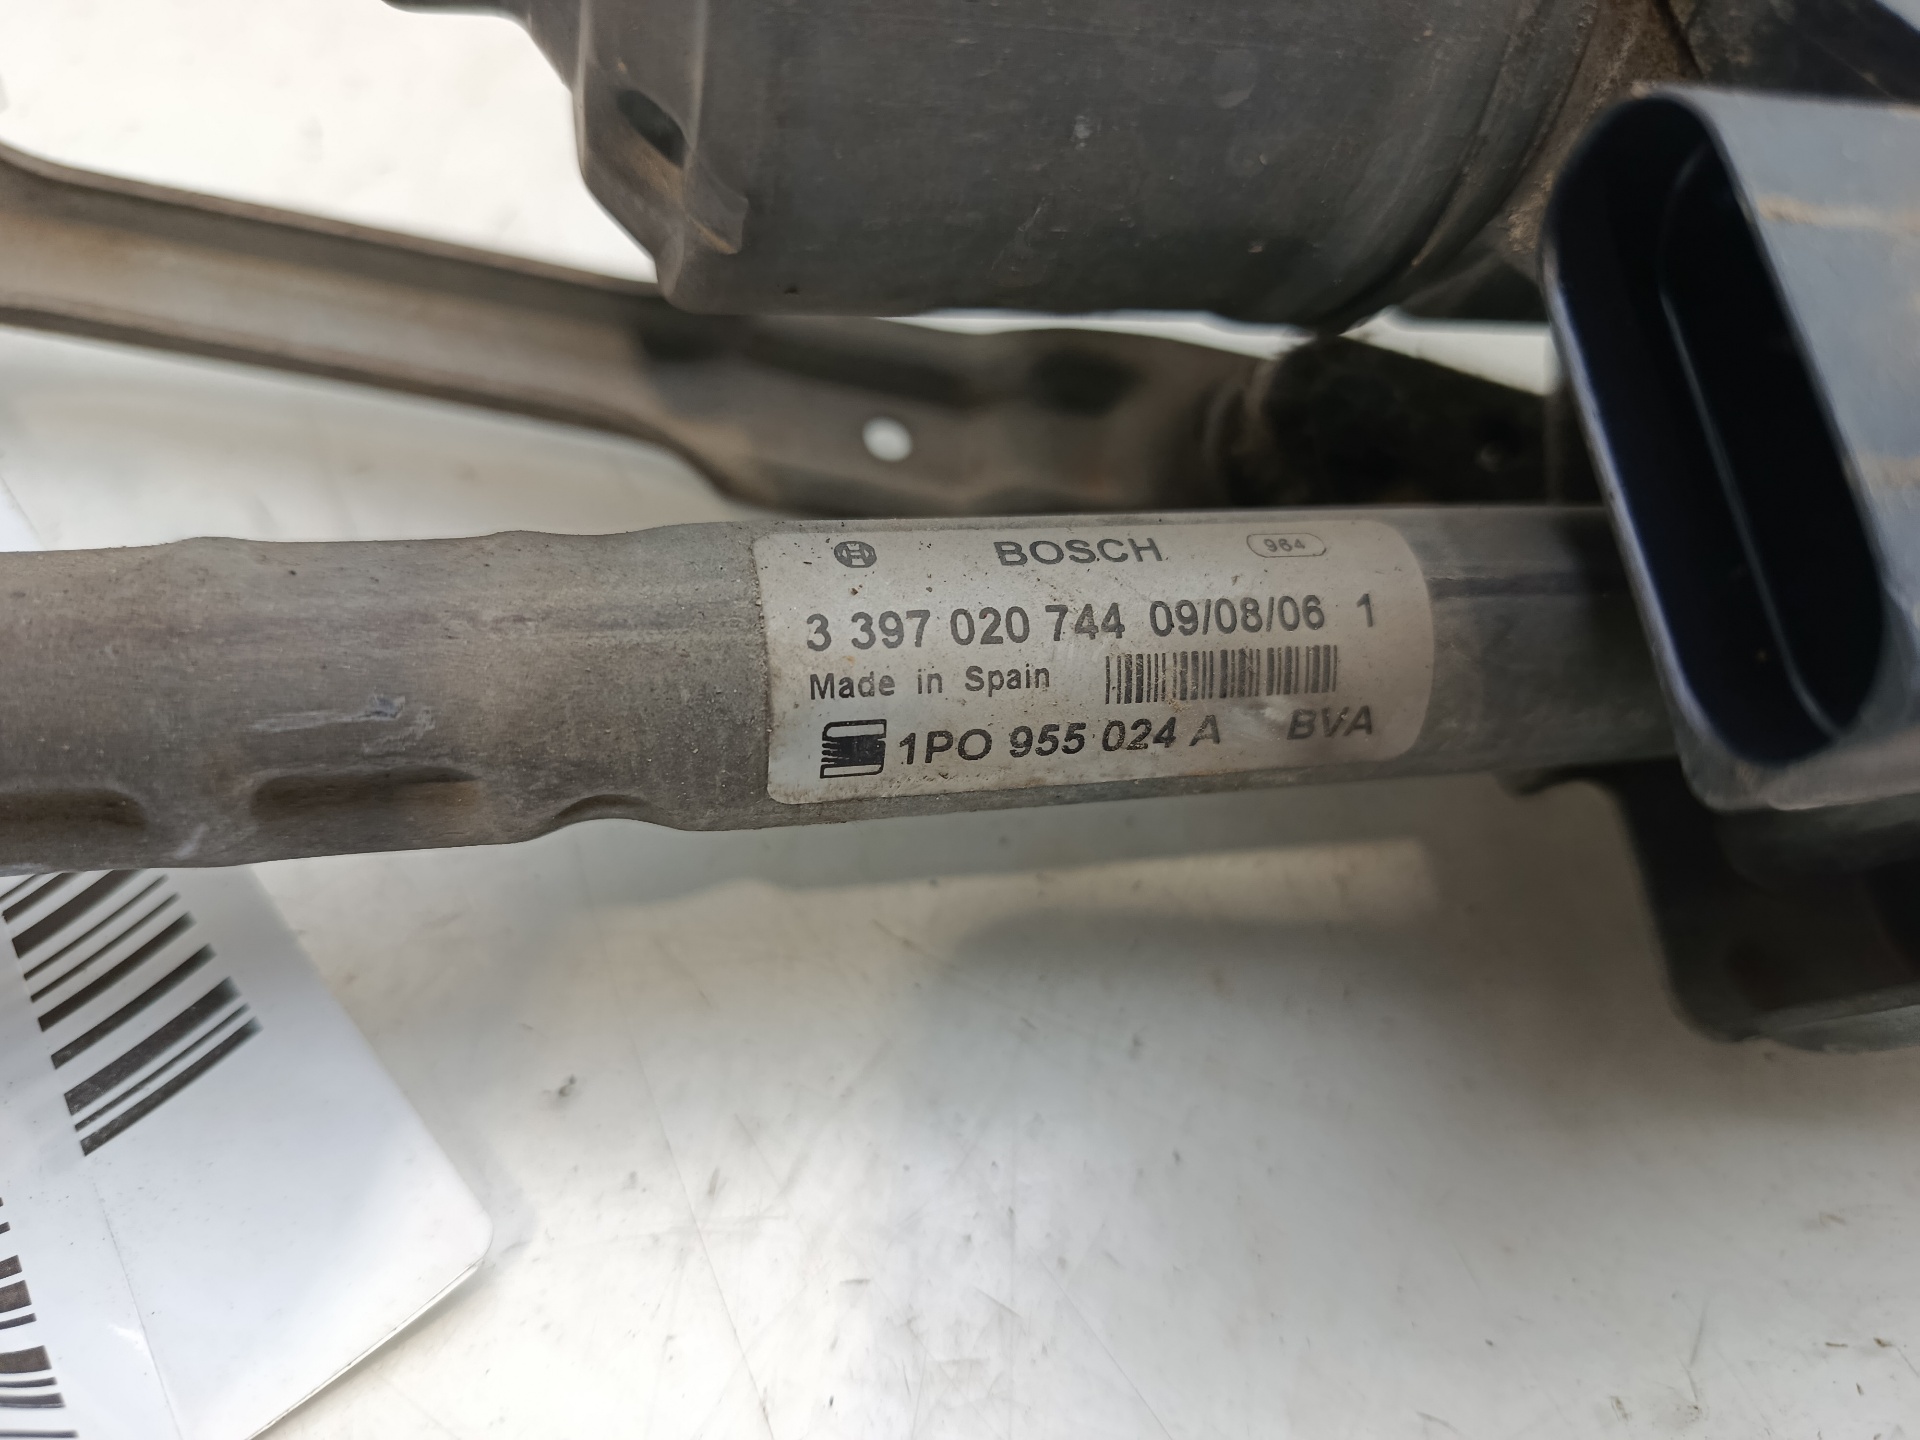 BOSCH 964
3 397 020 744 09/08/06 1
Made in Spain
1PO 955 024 A BVA